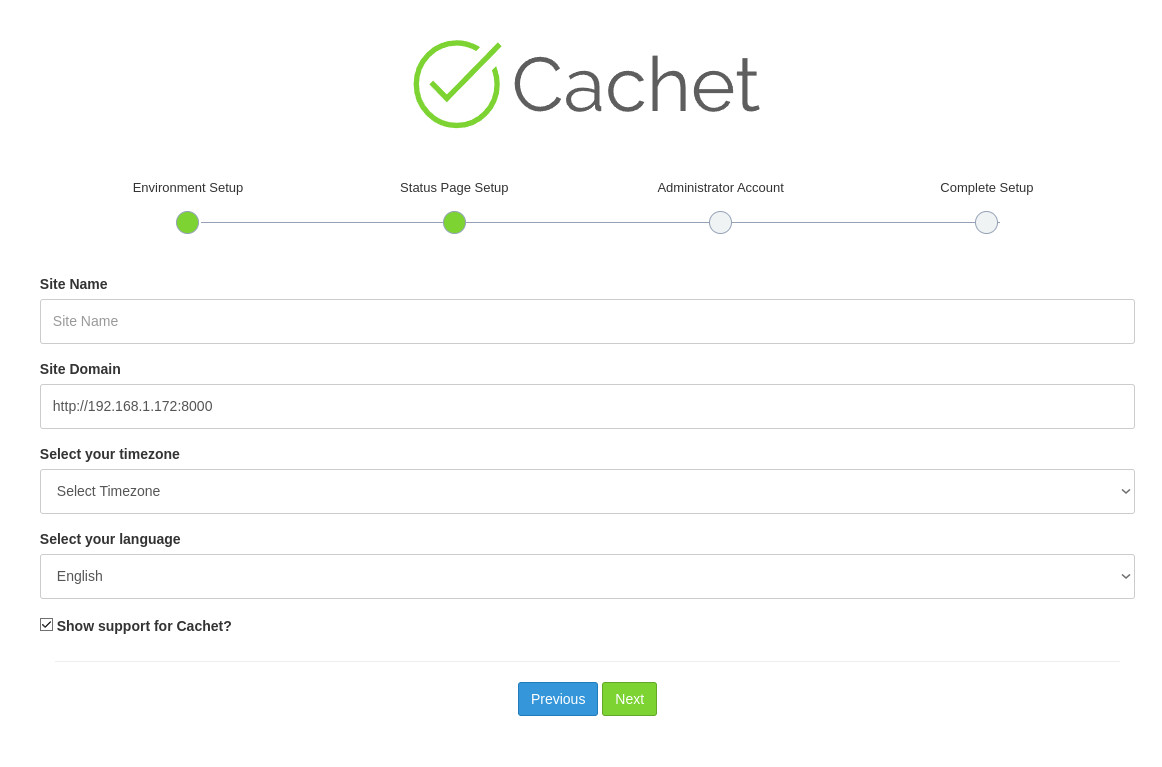 Cachet
Environment Setup Status Page Setup Administrator Account Complete Setup
Site Name
Site Name
Site Domain
http://192.168.1.172:8000
Select your timezone
Select Timezone
Select your language
English
Show support for Cachet?
Previous Next